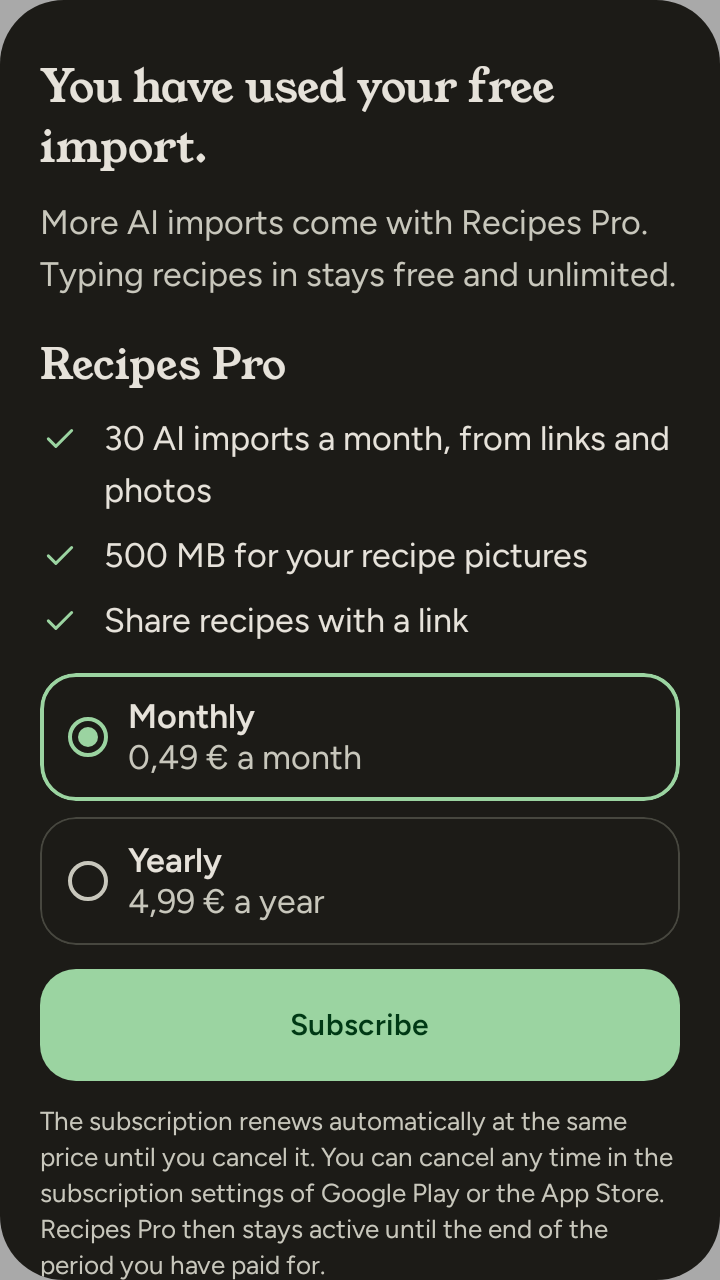 You have used your free
import.
More AI imports come with Recipes Pro.
Typing recipes in stays free and unlimited.
Recipes Pro
30 AI imports a month, from links and
photos
500 MB for your recipe pictures
Share recipes with a link
Monthly
0,49 € a month
Yearly
4,99 € a year
Subscribe
The subscription renews automatically at the same
price until you cancel it. You can cancel any time in the
subscription settings of Google Play or the App Store.
Recipes Pro then stays active until the end of the
period you have paid for.